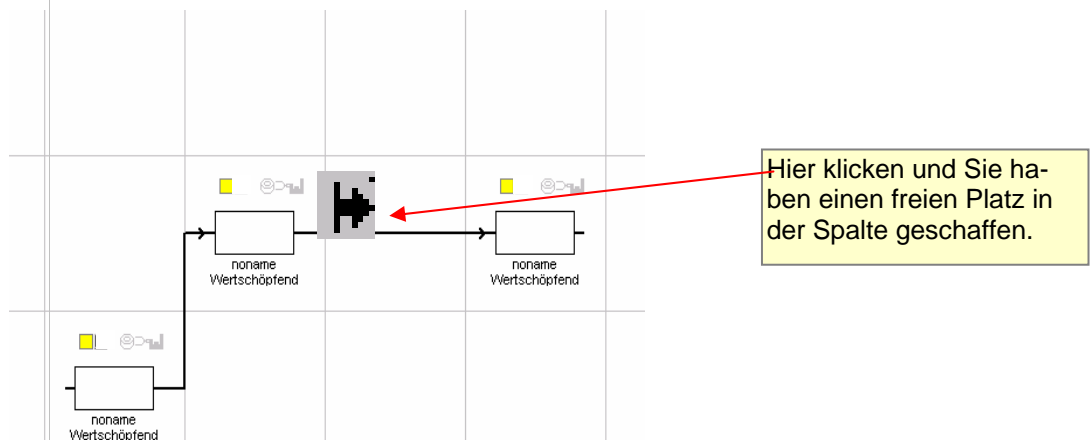 Hier klicken und Sie ha-
ben einen freien Platz in
der Spalte geschaffen.
noname
Wertschöpfend
noname
Wertschöpfend
noname
Wertschöpfend